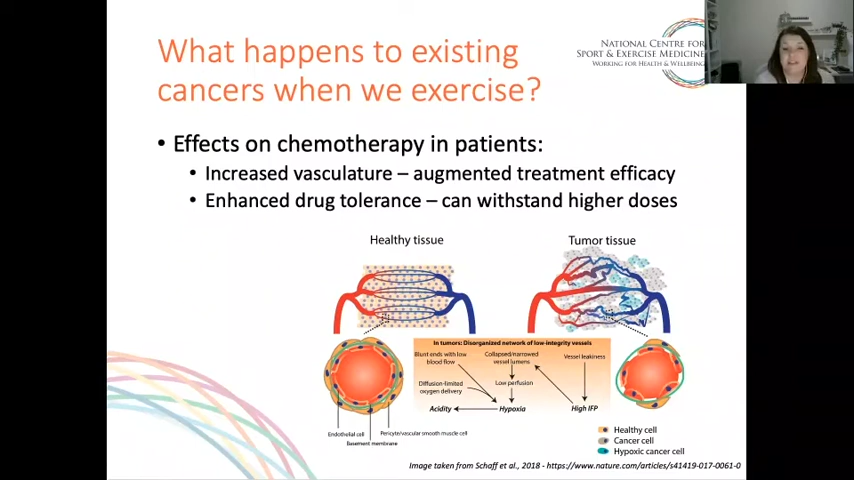 What happens to existing
cancers when we exercise?
NATIONAL CENTRE FOR
SPORT & EXERCISE MEDICINE
WORKING FOR HEALTH & WELLBEING
• Effects on chemotherapy in patients:
• Increased vasculature – augmented treatment efficacy
• Enhanced drug tolerance – can withstand higher doses
Healthy tissue
Tumor tissue
In tumors: Disorganized network of low-integrity vessels
Blunt ends with low
blood flow
Collapsed/narrowed
vessel lumens
Vessel leakiness
Diffusion-limited
oxygen delivery
Low perfusion
Acidity
Hypoxia
High IFP
Endothelial cell
Pericyte/vascular smooth muscle cell
Basement membrane
Healthy cell
Cancer cell
Hypoxic cancer cell
Image taken from Schaff et al., 2018 - https://www.nature.com/articles/s41419-017-0061-0